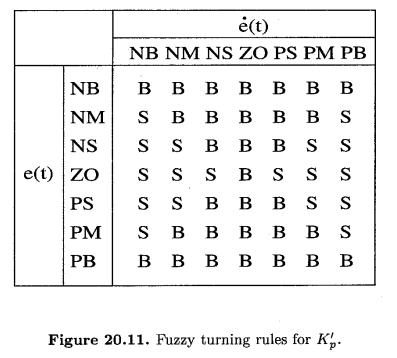 ė(t)
NB NM NS ZO PS PM PB
NB B B B B B B B
NM S B B B B B S
NS S S B B B S S
e(t) ZO S S S B S S S
PS S S B B B S S
PM S B B B B B S
PB B B B B B B B
Figure 20.11. Fuzzy turning rules for K′p.